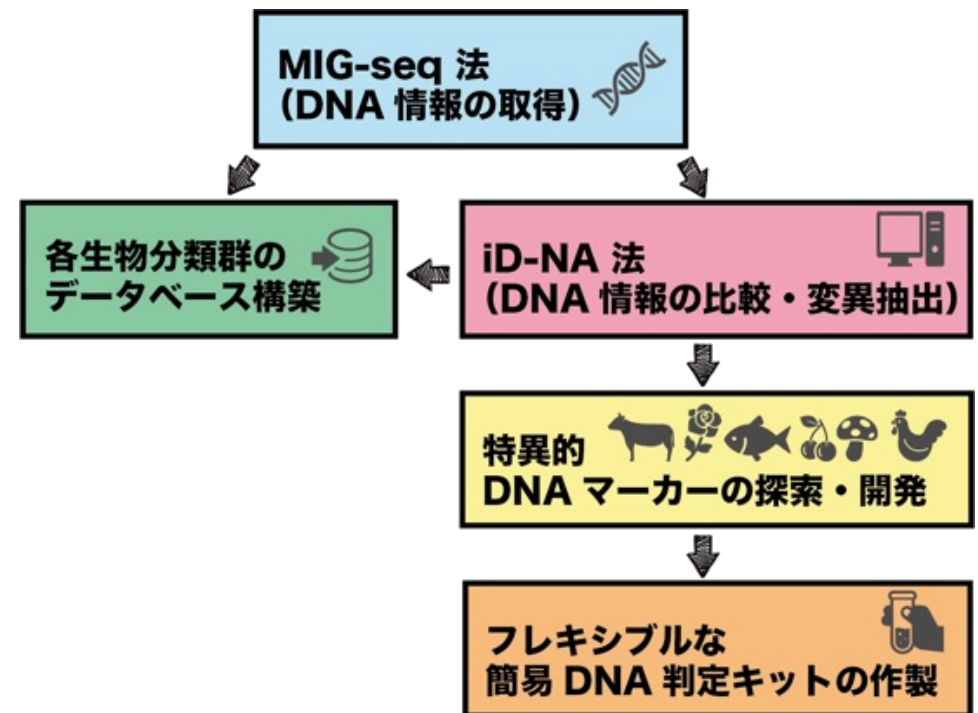 MIG-seq 法
（DNA 情報の取得）
各生物分類群の
データベース構築
iD-NA 法
（DNA 情報の比較・変異抽出）
特異的
DNA マーカーの探索・開発
フレキシブルな
簡易 DNA 判定キットの作製